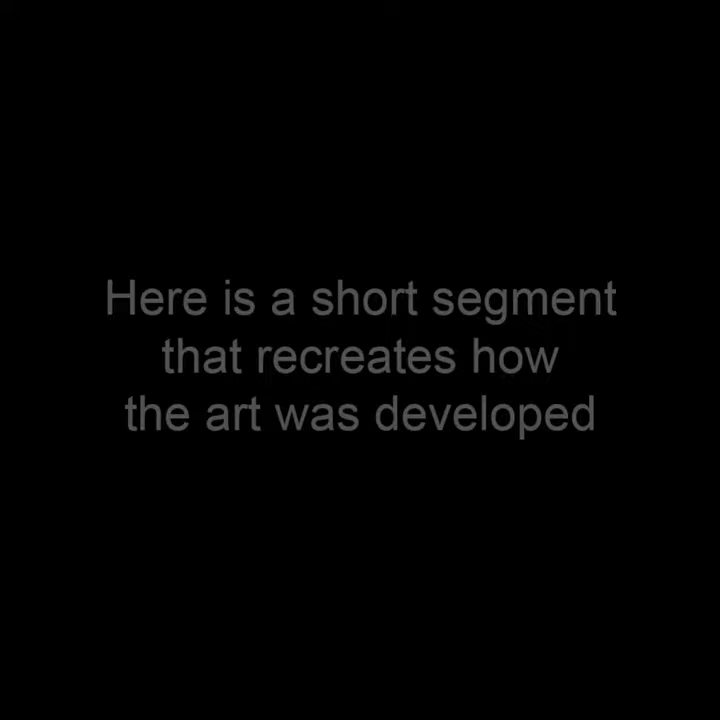 Here is a short segment
that recreates how
the art was developed